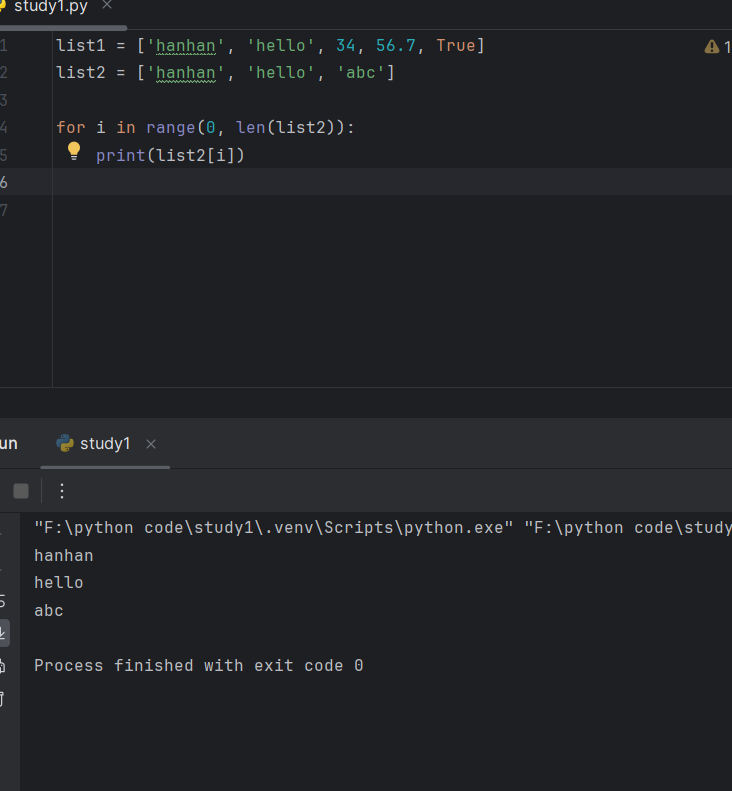 study1.py
1 list1 = ['hanhan', 'hello', 34, 56.7, True] 1
2 list2 = ['hanhan', 'hello', 'abc']
3
4 for i in range(0, len(list2)):
5 print(list2[i])
6
7
un study1
"F:\python code\study1\.venv\Scripts\python.exe" "F:\python code\study
hanhan
hello
abc
Process finished with exit code 0